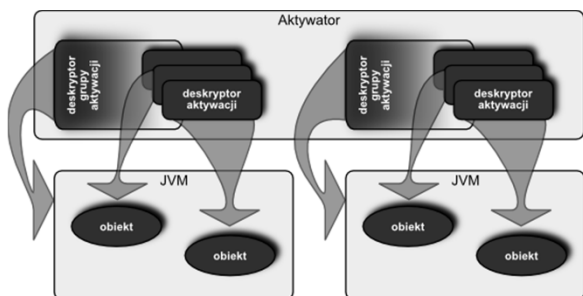 Aktywator
deskryptor
grupy
aktywacji
deskryptor
aktywacji
deskryptor
grupy
aktywacji
deskryptor
aktywacji
JVM
obiekt
obiekt
JVM
obiekt
obiekt